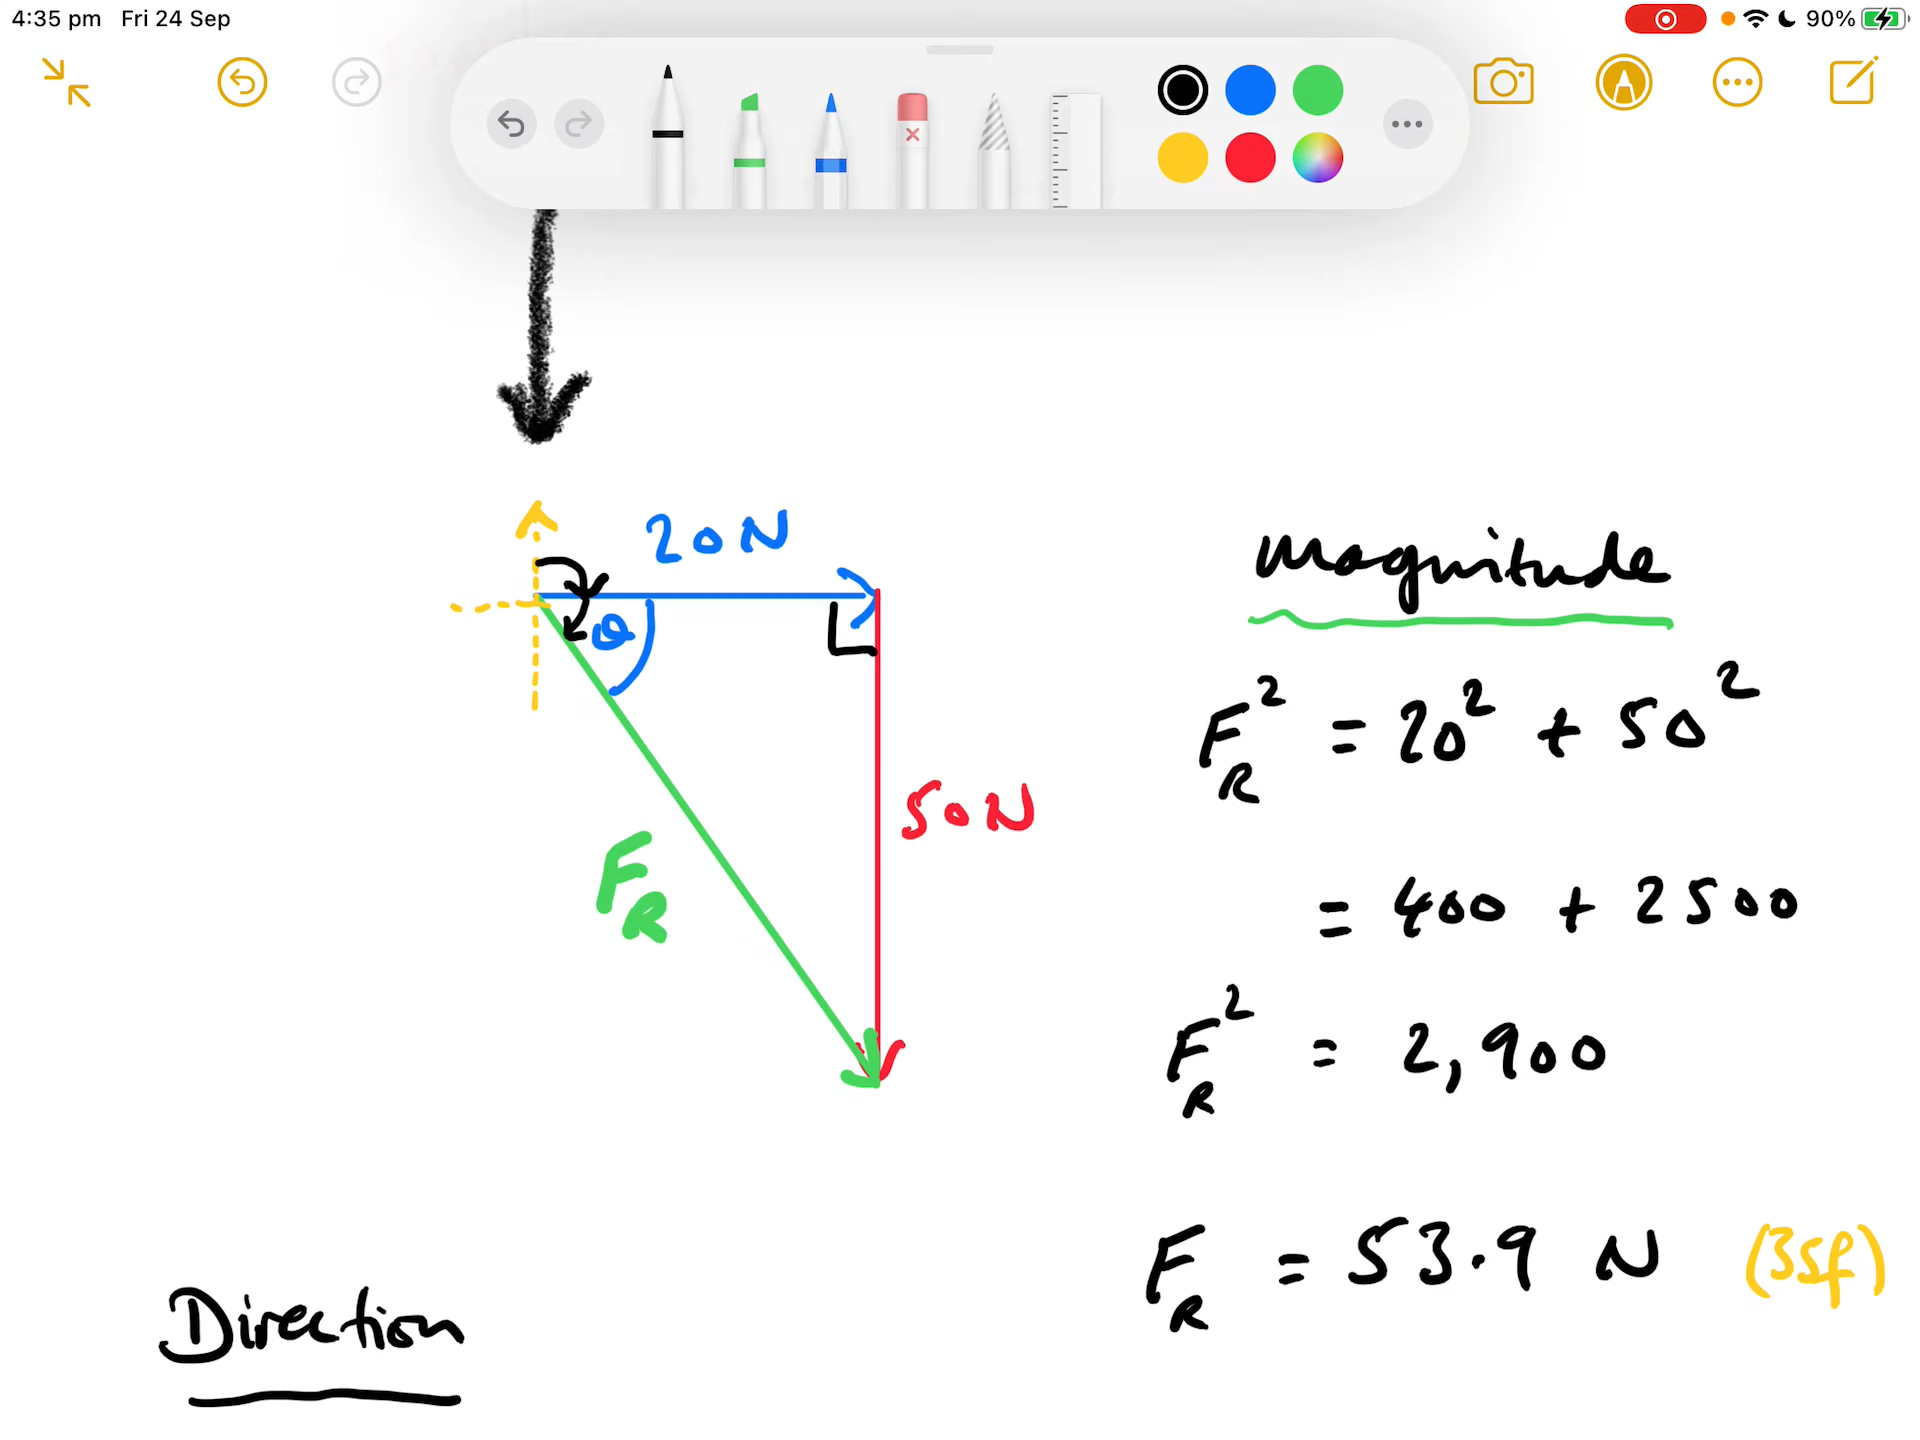 4:35 pm Fri 24 Sep
90%
20N
θ
50N
FR
magnitude
FR² = 20² + 50²
= 400 + 2500
FR² = 2,900
FR = 53.9 N (3sf)
Direction